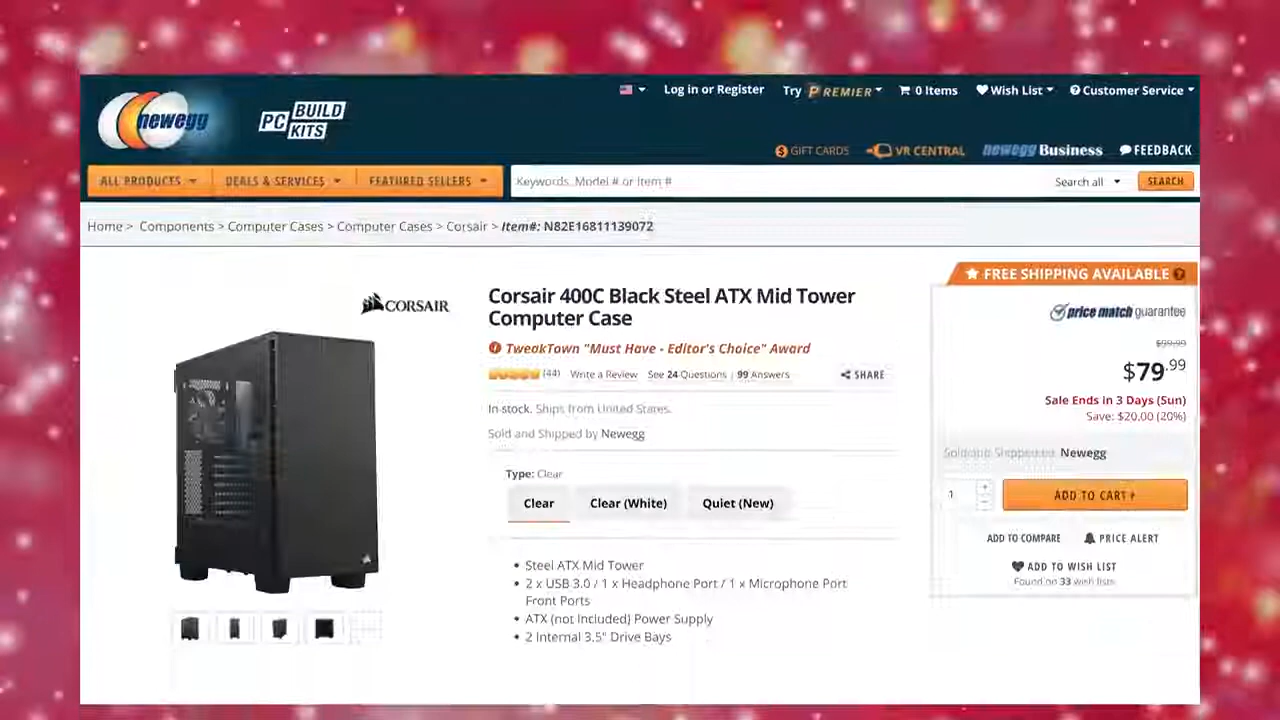 Log in or Register
Try PREMIER
0 Items
Wish List
Customer Service
newegg
PC BUILD KITS
GIFT CARDS
VR CENTRAL
newegg Business
FEEDBACK
ALL PRODUCTS
DEALS & SERVICES
FEATURED SELLERS
Keywords, Model # or Item #
Search all
SEARCH
Home > Components > Computer Cases > Computer Cases > Corsair > Item#: N82E16811139072
FREE SHIPPING AVAILABLE ?
CORSAIR
Corsair 400C Black Steel ATX Mid Tower
Computer Case
TweakTown "Must Have - Editor's Choice" Award
(44) Write a Review See 24 Questions | 99 Answers
SHARE
In stock. Ships from United States.
Sold and Shipped by Newegg
Type: Clear
Clear
Clear (White)
Quiet (New)
• Steel ATX Mid Tower
• 2 x USB 3.0 / 1 x Headphone Port / 1 x Microphone Port
Front Ports
• ATX (not Included) Power Supply
• 2 Internal 3.5" Drive Bays
price match guarantee
$99.99
$79.99
Sale Ends in 3 Days (Sun)
Save: $20.00 (20%)
Sold and Shipped by: Newegg
1
ADD TO CART
ADD TO COMPARE
PRICE ALERT
ADD TO WISH LIST
Found on 33 wish lists